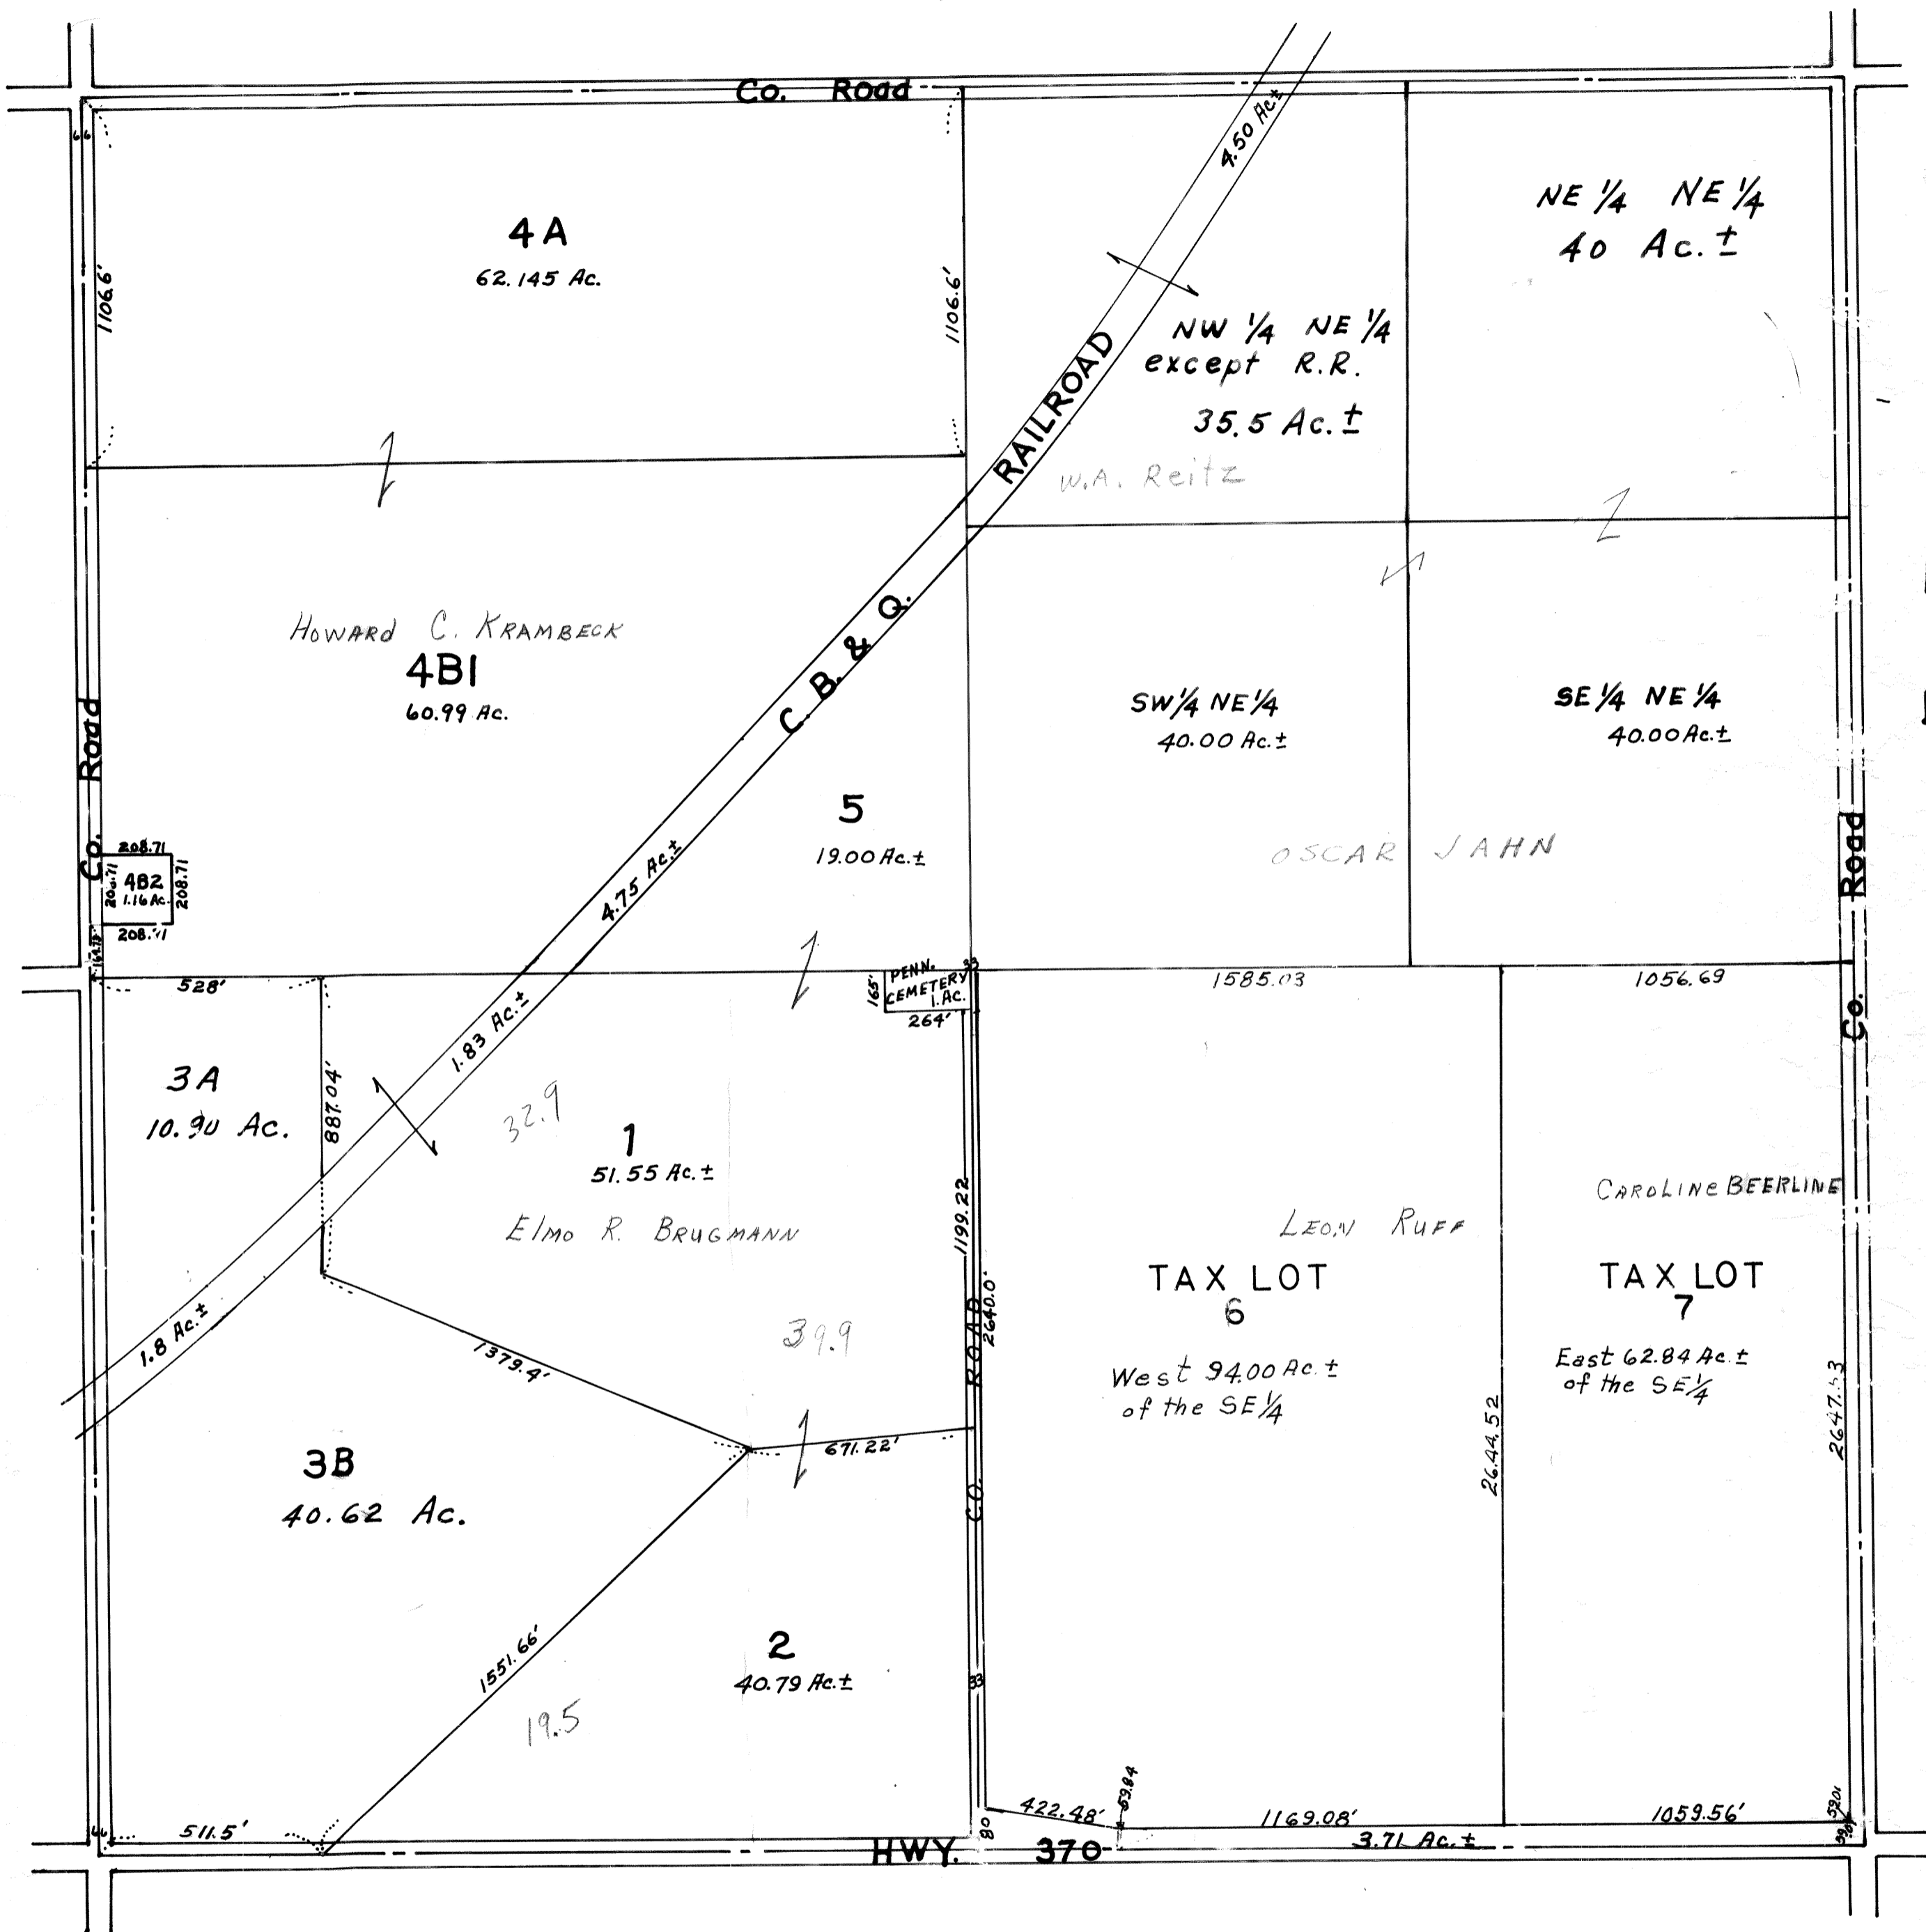 Co. Road
66
4A
62.145 Ac.
1106.6'
1106.6'
4.50 Ac.±
NE 1/4 NE 1/4
40 Ac. ±
NW 1/4 NE 1/4
except R.R.
35.5 Ac. ±
W.A. Reitz
RAILROAD
C. B. & Q.
Howard C. Krambeck
4B1
60.99 Ac.
Co. Road
SW 1/4 NE 1/4
40.00 Ac.±
SE 1/4 NE 1/4
40.00 Ac.±
5
19.00 Ac.±
OSCAR JAHN
Co. Road
208.71
4B2
1.16 Ac.
208.71
208.71
4.75 Ac.±
528'
1.83 Ac.±
165'
PENN.
CEMETERY
1. AC.
264'
33
1585.03
1056.69
3A
10.90 Ac.
887.04'
32.9
1
51.55 Ac.±
Elmo R. Brugmann
1199.22
2640.0'
CO. ROAD
Leon Ruff
TAX LOT
6
West 94.00 Ac.±
of the SE 1/4
Caroline Beerline
TAX LOT
7
East 62.84 Ac.±
of the SE 1/4
1.8 Ac.±
1379.4'
39.9
671.22'
2644.52
3B
40.62 Ac.
1551.66'
19.5
2
40.79 Ac.±
33
511.5'
80
422.48'
59.84
1169.08'
1059.56'
3.71 Ac.±
HWY. 370